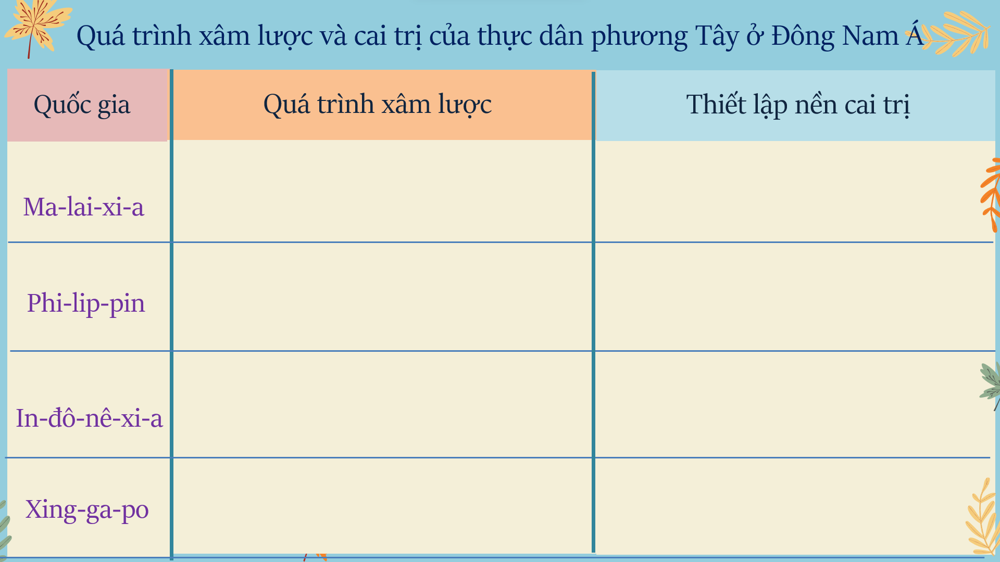 Quá trình xâm lược và cai trị của thực dân phương Tây ở Đông Nam Á
Quốc gia
Quá trình xâm lược
Thiết lập nền cai trị
Ma-lai-xi-a
Phi-lip-pin
In-đô-nê-xi-a
Xing-ga-po